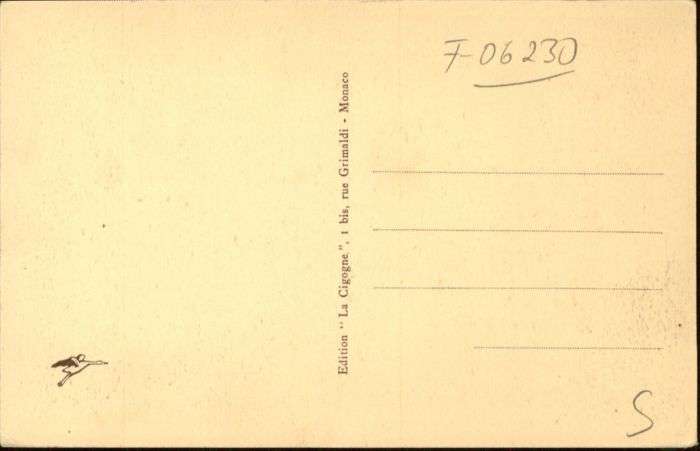 F-06230
Edition " La Cigogne ", 1 bis, rue Grimaldi - Monaco
S